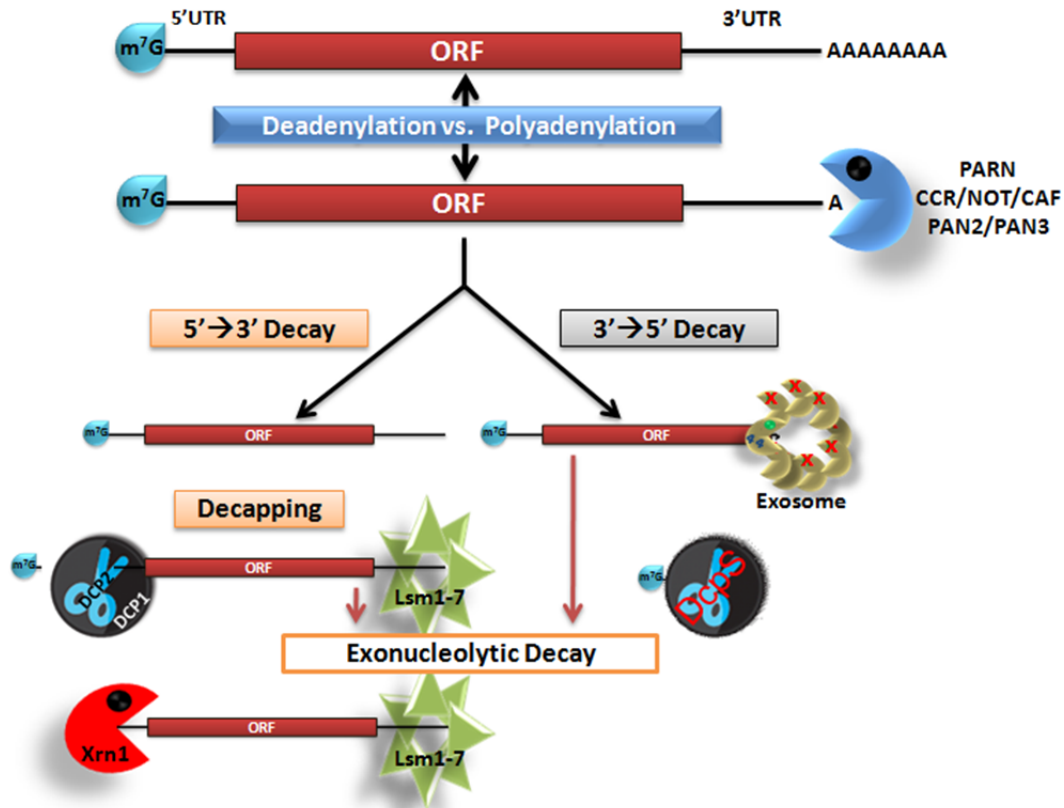 5'UTR
3'UTR
m⁷G
ORF
AAAAAAAA
Deadenylation vs. Polyadenylation
m⁷G
ORF
A
PARN
CCR/NOT/CAF
PAN2/PAN3
5'→3' Decay
3'→5' Decay
m⁷G
ORF
m⁷G
ORF
X
X
X
X
X
Exosome
Decapping
m⁷G
DCP2
DCP1
ORF
Lsm1-7
m⁷G
DcpS
Exonucleolytic Decay
Xrn1
ORF
Lsm1-7